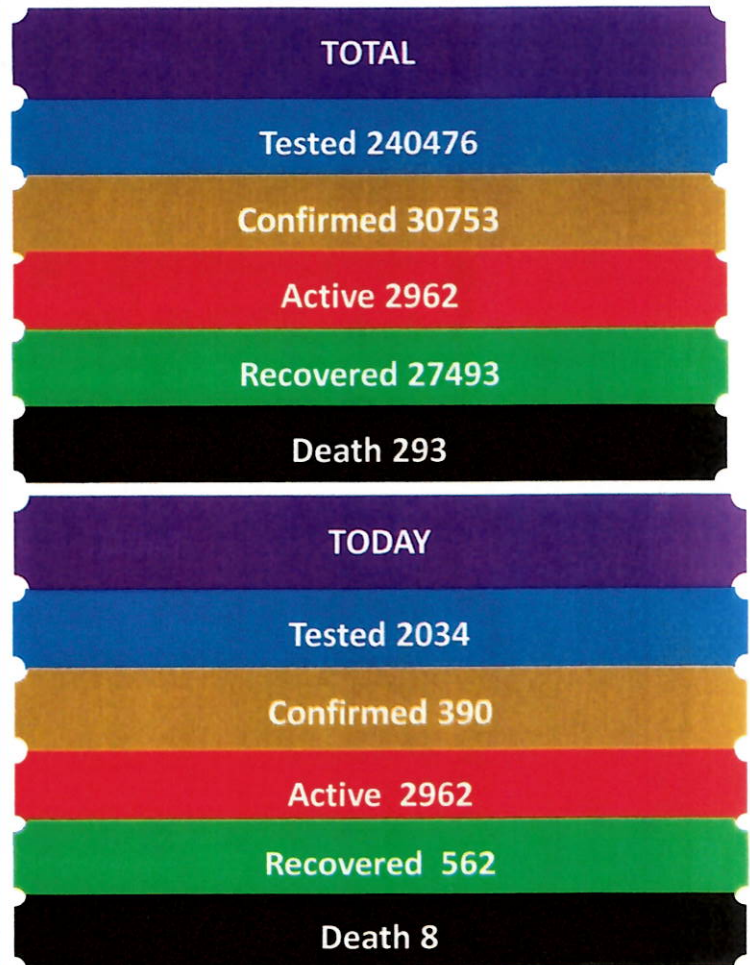 TOTAL
Tested 240476
Confirmed 30753
Active 2962
Recovered 27493
Death 293
TODAY
Tested 2034
Confirmed 390
Active 2962
Recovered 562
Death 8